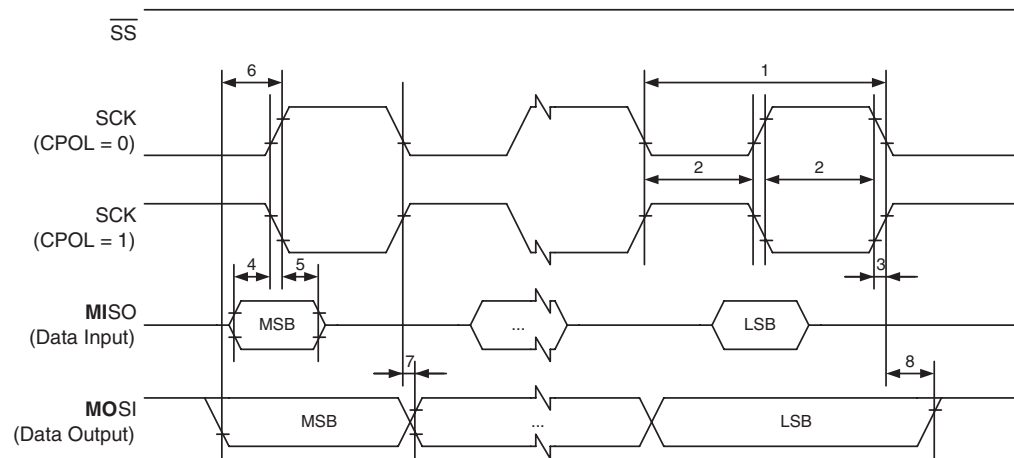 SS
6
1
SCK
(CPOL = 0)
2
2
SCK
(CPOL = 1)
4
5
3
MISO
(Data Input)
MSB
...
LSB
7
8
MOSI
(Data Output)
MSB
...
LSB